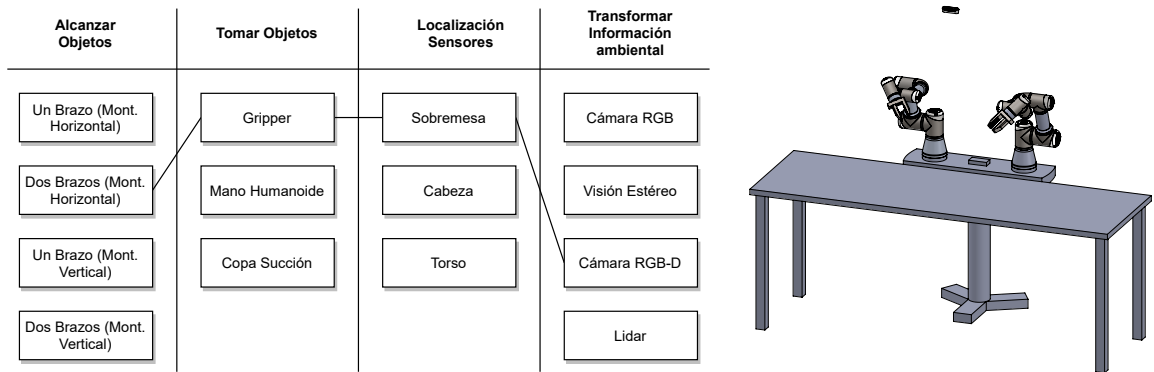 Alcanzar
Objetos
Tomar Objetos
Localización
Sensores
Transformar
Información
ambiental
Un Brazo (Mont.
Horizontal)
Gripper
Sobremesa
Cámara RGB
Dos Brazos (Mont.
Horizontal)
Mano Humanoide
Cabeza
Visión Estéreo
Un Brazo (Mont.
Vertical)
Copa Succión
Torso
Cámara RGB-D
Dos Brazos (Mont.
Vertical)
Lidar